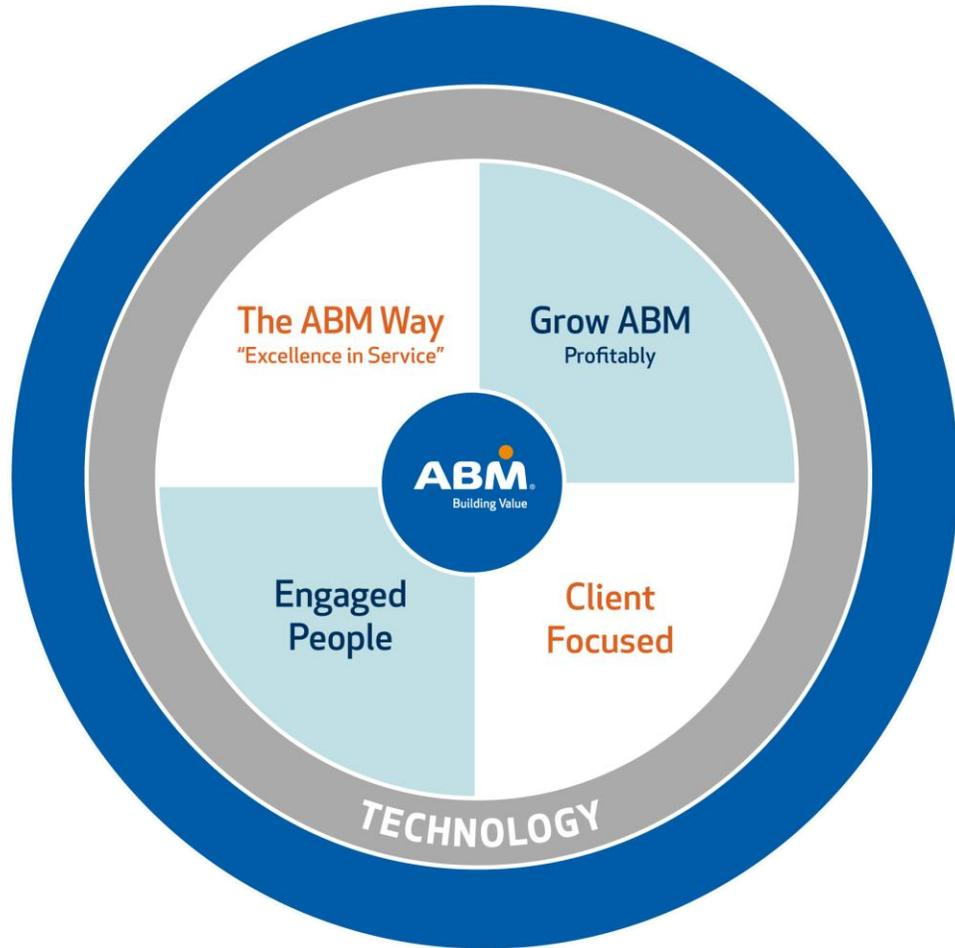 The ABM Way
“Excellence in Service”
Grow ABM
Profitably
ABM®
Building Value
Engaged
People
Client
Focused
TECHNOLOGY